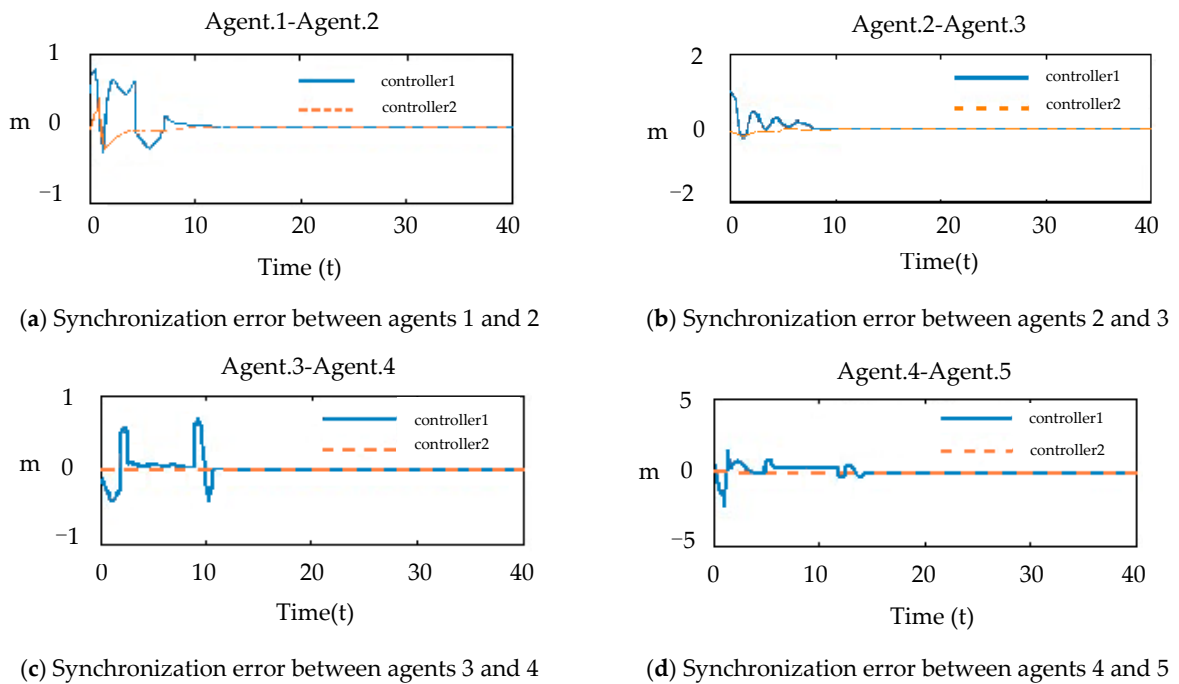 Agent.1-Agent.2
1
controller1
controller2
m
0
−1
0
10
20
30
40
Time (t)
(a) Synchronization error between agents 1 and 2
Agent.2-Agent.3
2
controller1
controller2
m
0
−2
0
10
20
30
40
Time(t)
(b) Synchronization error between agents 2 and 3
Agent.3-Agent.4
1
controller1
controller2
m
0
−1
0
10
20
30
40
Time(t)
(c) Synchronization error between agents 3 and 4
Agent.4-Agent.5
5
controller1
controller2
m
0
−5
0
10
20
30
40
Time (t)
(d) Synchronization error between agents 4 and 5